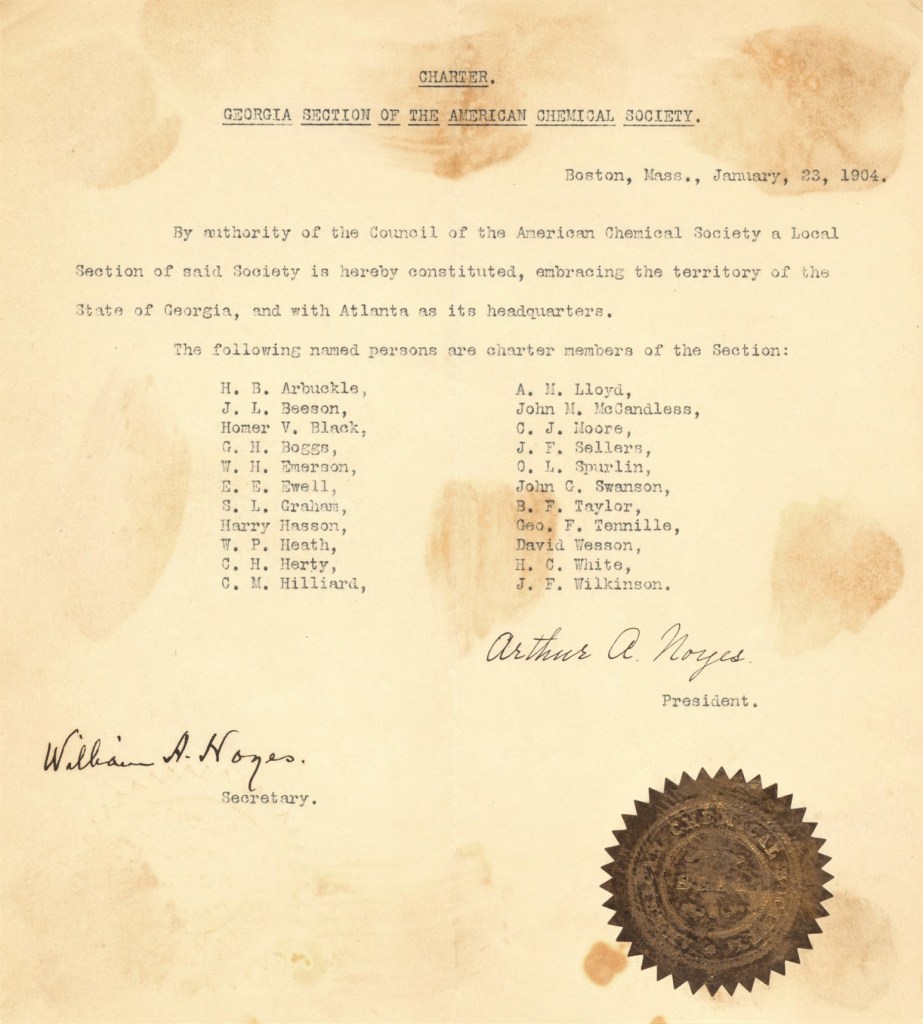 CHARTER.
GEORGIA SECTION OF THE AMERICAN CHEMICAL SOCIETY.
Boston, Mass., January, 23, 1904.
By authority of the Council of the American Chemical Society a Local
Section of said Society is hereby constituted, embracing the territory of the
State of Georgia, and with Atlanta as its headquarters.
The following named persons are charter members of the Section:
H. B. Arbuckle,
J. L. Beeson,
Homer V. Black,
G. H. Boggs,
W. H. Emerson,
E. E. Ewell,
S. L. Graham,
Harry Hasson,
W. P. Heath,
C. H. Herty,
C. M. Hilliard,
A. M. Lloyd,
John M. McCandless,
C. J. Moore,
J. F. Sellers,
O. L. Spurlin,
John G. Swanson,
B. F. Taylor,
Geo. F. Tennille,
David Wesson,
H. C. White,
J. F. Wilkinson.
Arthur A. Noyes.
President.
William A. Noyes.
Secretary.
CHEMICAL